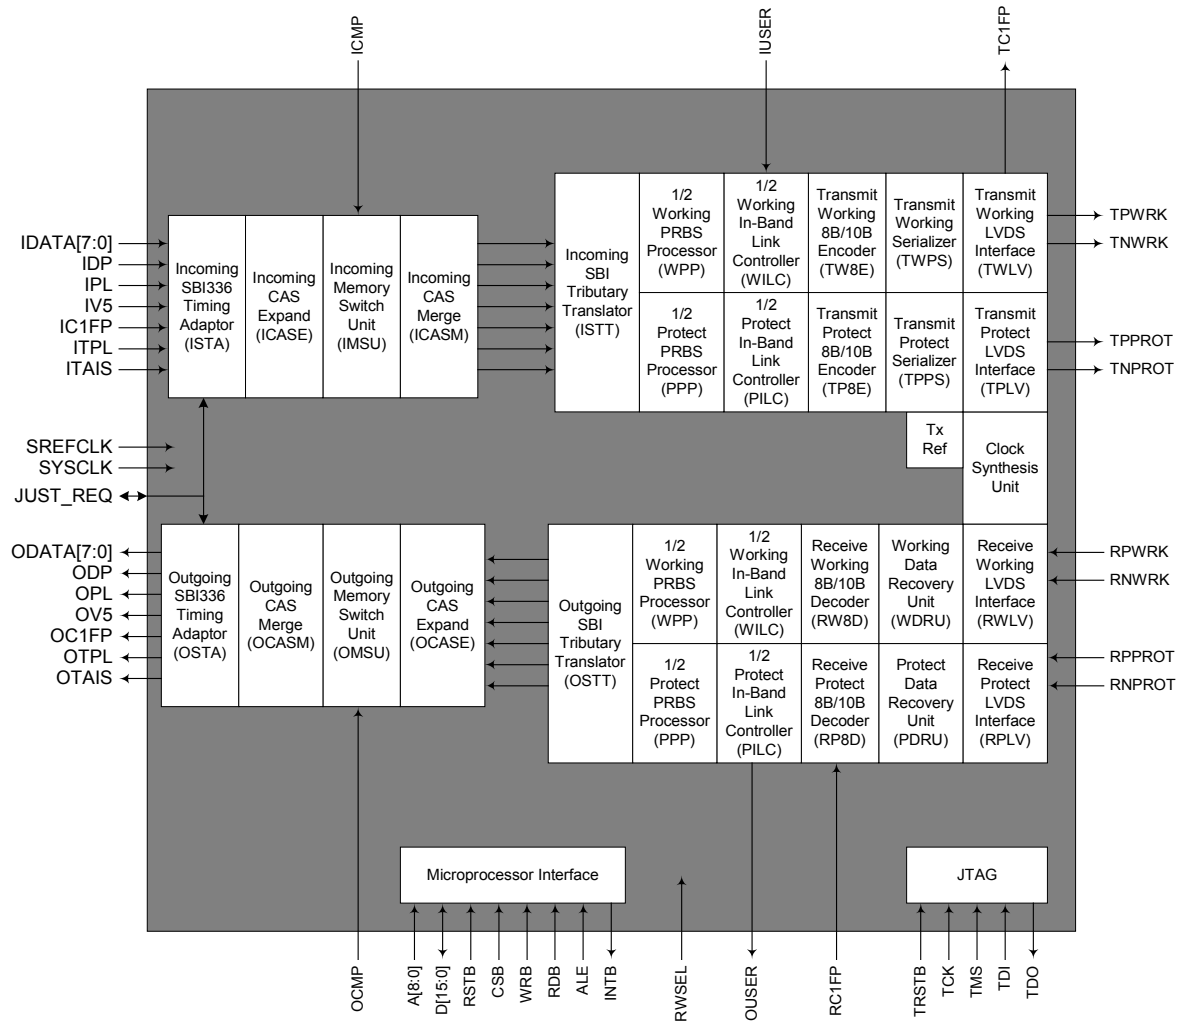 ICMP
IUSER
TC1FP
IDATA[7:0]
IDP
IPL
IV5
IC1FP
ITPL
ITAIS
Incoming
SBI336
Timing
Adaptor
(ISTA)
Incoming
CAS
Expand
(ICASE)
Incoming
Memory
Switch
Unit
(IMSU)
Incoming
CAS
Merge
(ICASM)
Incoming
SBI
Tributary
Translator
(ISTT)
1/2
Working
PRBS
Processor
(WPP)
1/2
Working
In-Band
Link
Controller
(WILC)
Transmit
Working
8B/10B
Encoder
(TW8E)
Transmit
Working
Serializer
(TWPS)
Transmit
Working
LVDS
Interface
(TWLV)
TPWRK
TNWRK
1/2
Protect
PRBS
Processor
(PPP)
1/2
Protect
In-Band
Link
Controller
(PILC)
Transmit
Protect
8B/10B
Encoder
(TP8E)
Transmit
Protect
Serializer
(TPPS)
Transmit
Protect
LVDS
Interface
(TPLV)
TPPROT
TNPROT
Tx
Ref
Clock
Synthesis
Unit
SREFCLK
SYSCLK
JUST_REQ
ODATA[7:0]
ODP
OPL
OV5
OC1FP
OTPL
OTAIS
Outgoing
SBI336
Timing
Adaptor
(OSTA)
Outgoing
CAS
Merge
(OCASM)
Outgoing
Memory
Switch
Unit
(OMSU)
Outgoing
CAS
Expand
(OCASE)
Outgoing
SBI
Tributary
Translator
(OSTT)
1/2
Working
PRBS
Processor
(WPP)
1/2
Working
In-Band
Link
Controller
(WILC)
Receive
Working
8B/10B
Decoder
(RW8D)
Working
Data
Recovery
Unit
(WDRU)
Receive
Working
LVDS
Interface
(RWLV)
RPWRK
RNWRK
1/2
Protect
PRBS
Processor
(PPP)
1/2
Protect
In-Band
Link
Controller
(PILC)
Receive
Protect
8B/10B
Decoder
(RP8D)
Protect
Data
Recovery
Unit
(PDRU)
Receive
Protect
LVDS
Interface
(RPLV)
RPPROT
RNPROT
Microprocessor Interface
JTAG
OCMP
A[8:0]
D[15:0]
RSTB
CSB
WRB
RDB
ALE
INTB
RWSEL
OUSER
RC1FP
TRSTB
TCK
TMS
TDI
TDO